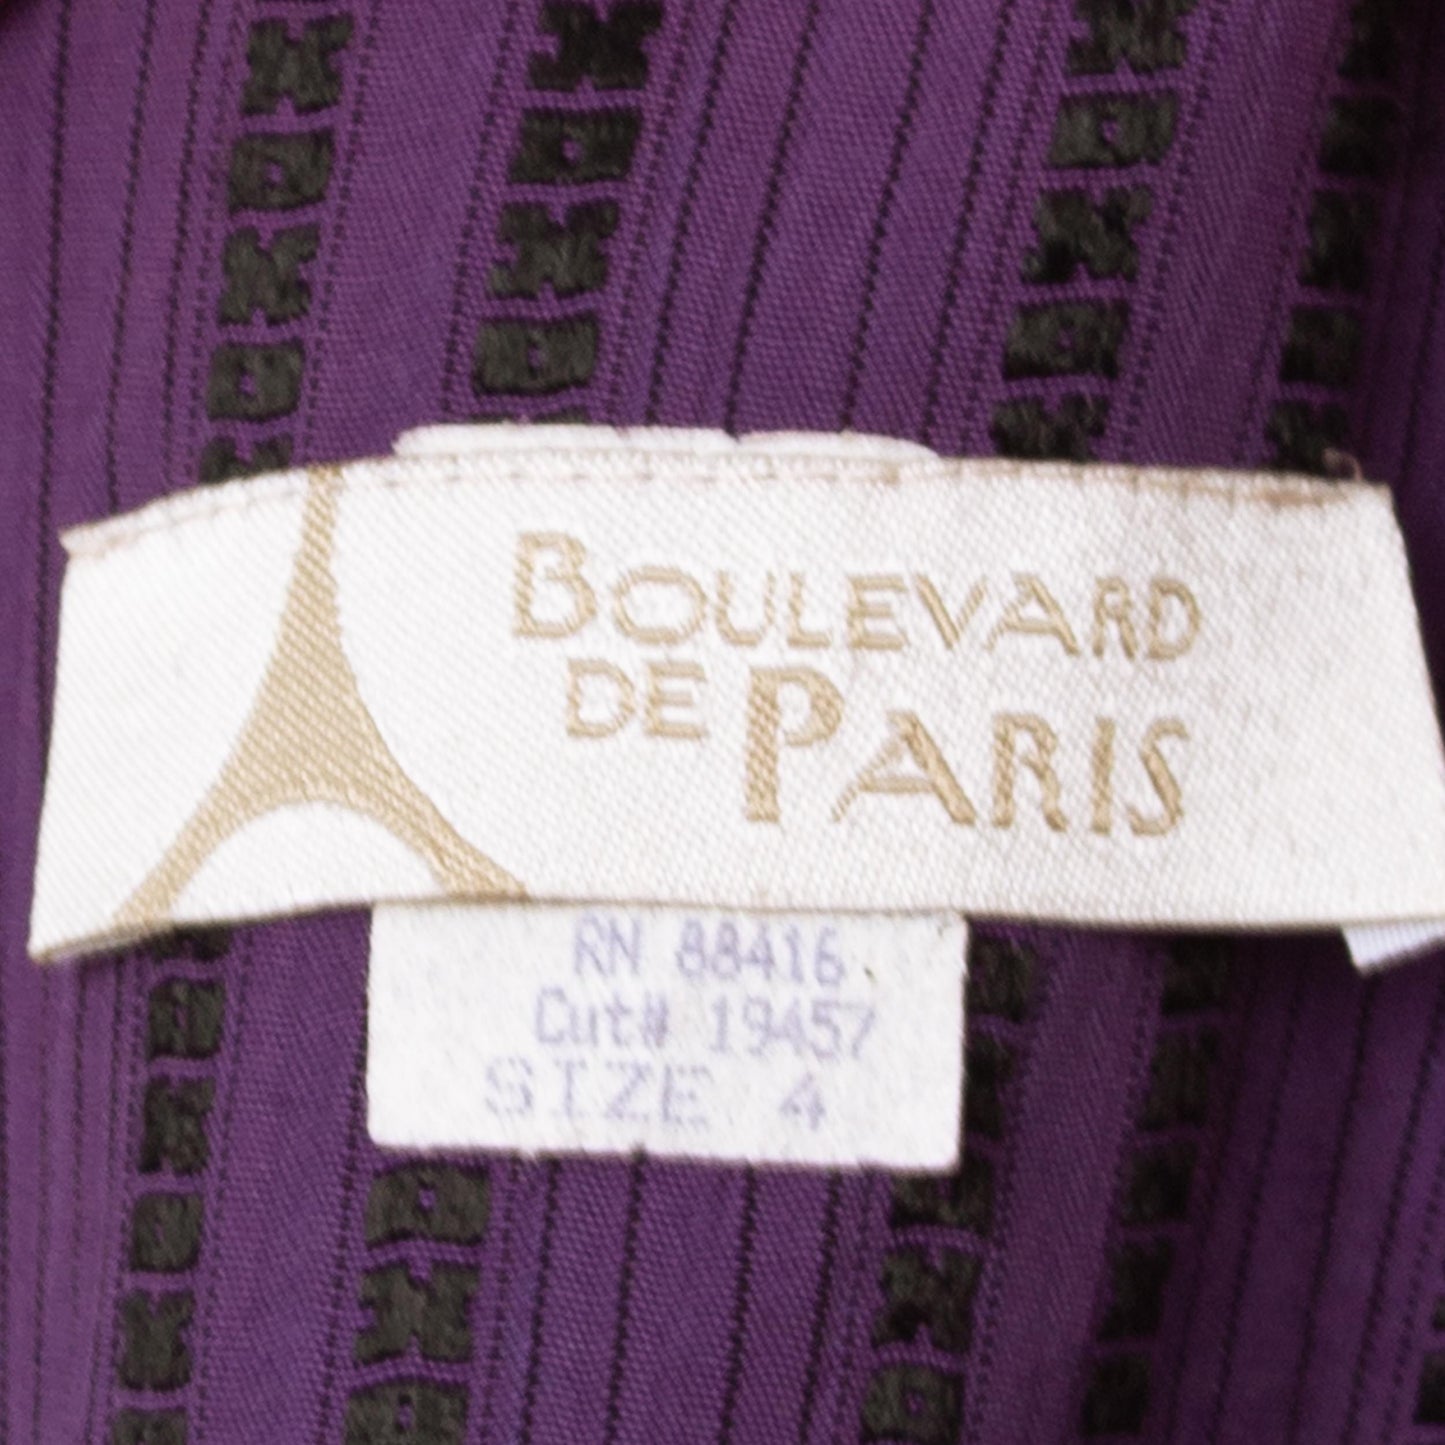 BOULEVARD
DE PARIS
RN 88416
Cut# 19457
SIZE 4